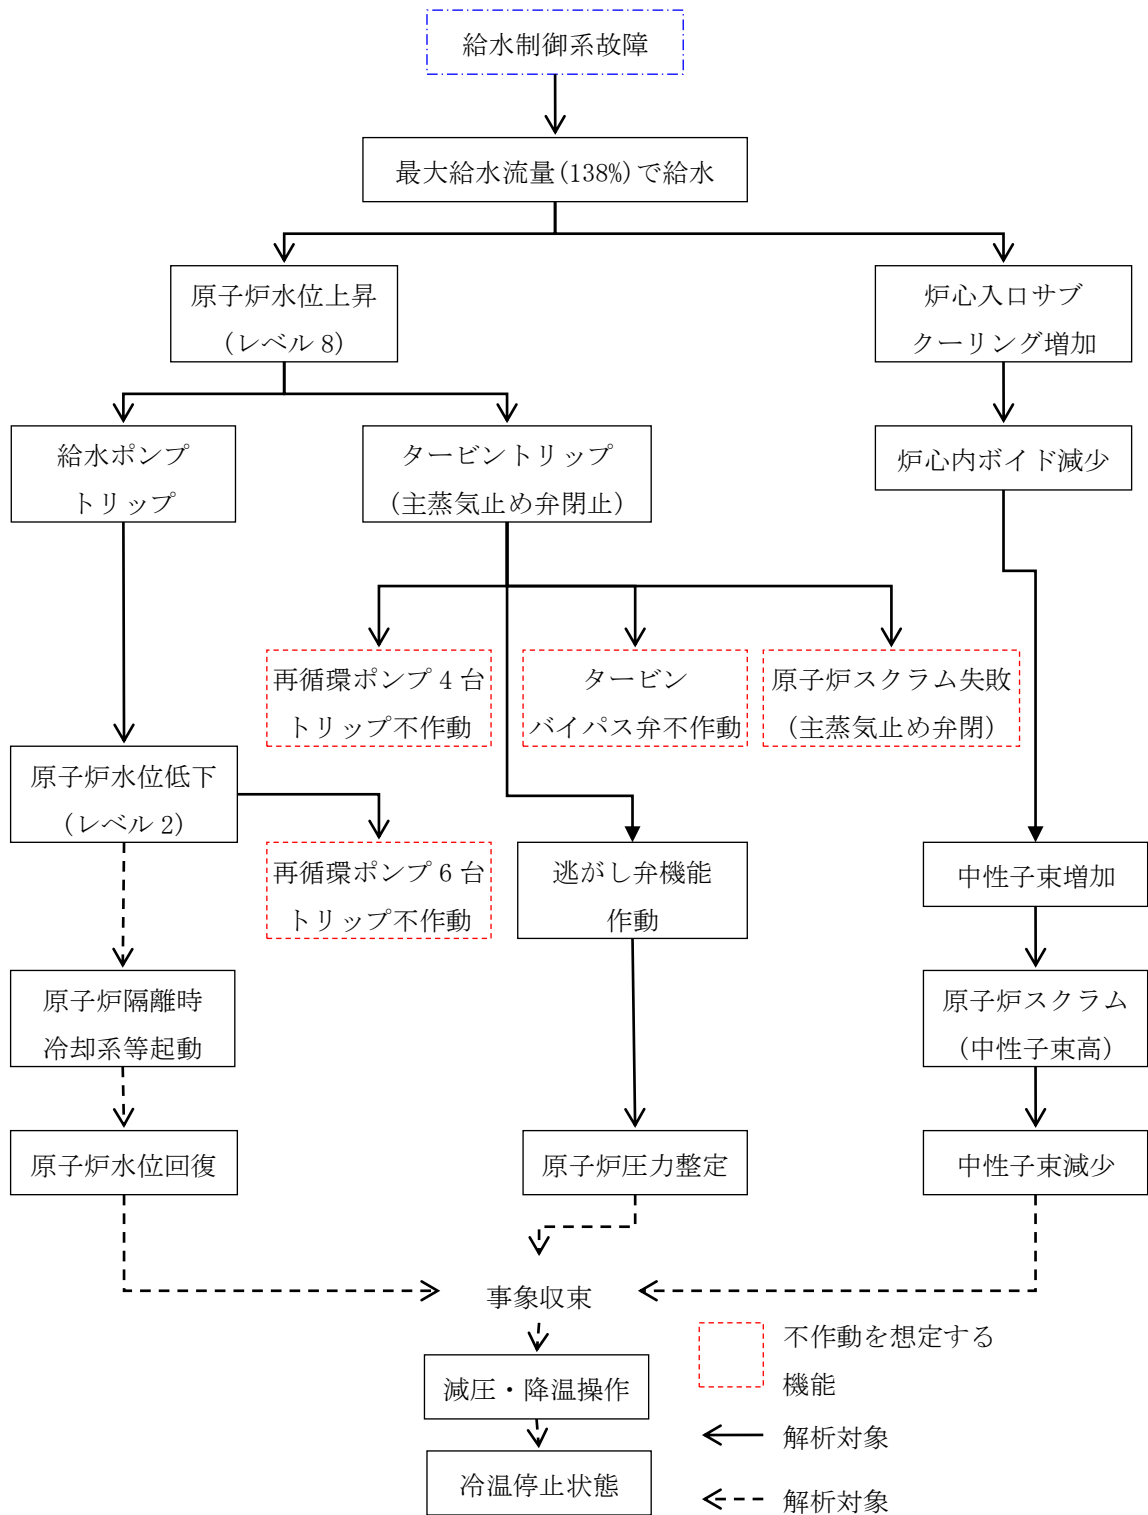 給水制御系故障
最大給水流量(138%)で給水
原子炉水位上昇
(レベル 8)
炉心入口サブ
クーリング増加
給水ポンプ
トリップ
タービントリップ
(主蒸気止め弁閉止)
炉心内ボイド減少
再循環ポンプ 4 台
トリップ不作動
タービン
バイパス弁不作動
原子炉スクラム失敗
(主蒸気止め弁閉)
原子炉水位低下
(レベル 2)
再循環ポンプ 6 台
トリップ不作動
逃がし弁機能
作動
中性子束増加
原子炉隔離時
冷却系等起動
原子炉スクラム
(中性子束高)
原子炉水位回復
原子炉圧力整定
中性子束減少
事象収束
不作動を想定する
機能
減圧・降温操作
解析対象
冷温停止状態
解析対象